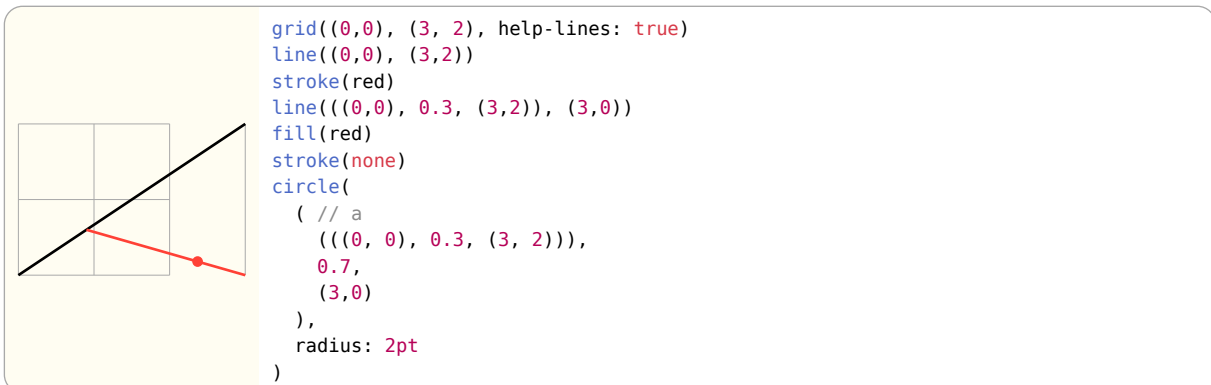 grid((0,0), (3, 2), help-lines: true)
line((0,0), (3,2))
stroke(red)
line(((0,0), 0.3, (3,2)), (3,0))
fill(red)
stroke(none)
circle(
  ( // a
    (((0, 0), 0.3, (3, 2))),
    0.7,
    (3,0)
  ),
  radius: 2pt
)